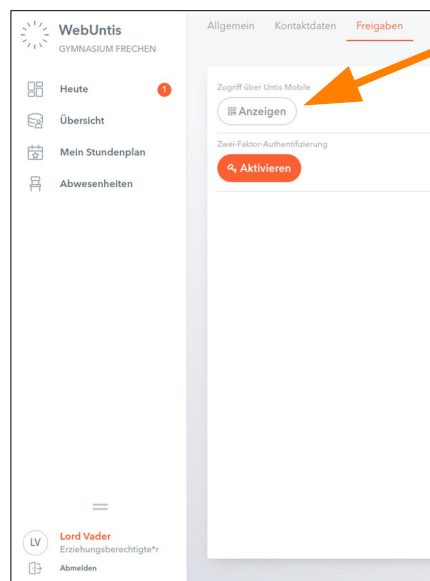 WebUntis
GYMNASIUM FRECHEN
Heute
1
Übersicht
Mein Stundenplan
Abwesenheiten
LV
Lord Vader
Erziehungsberechtigte*r
Abmelden
Allgemein Kontaktdaten Freigaben
Zugriff über Untis Mobile
Anzeigen
Zwei-Faktor-Authentifizierung
Aktivieren